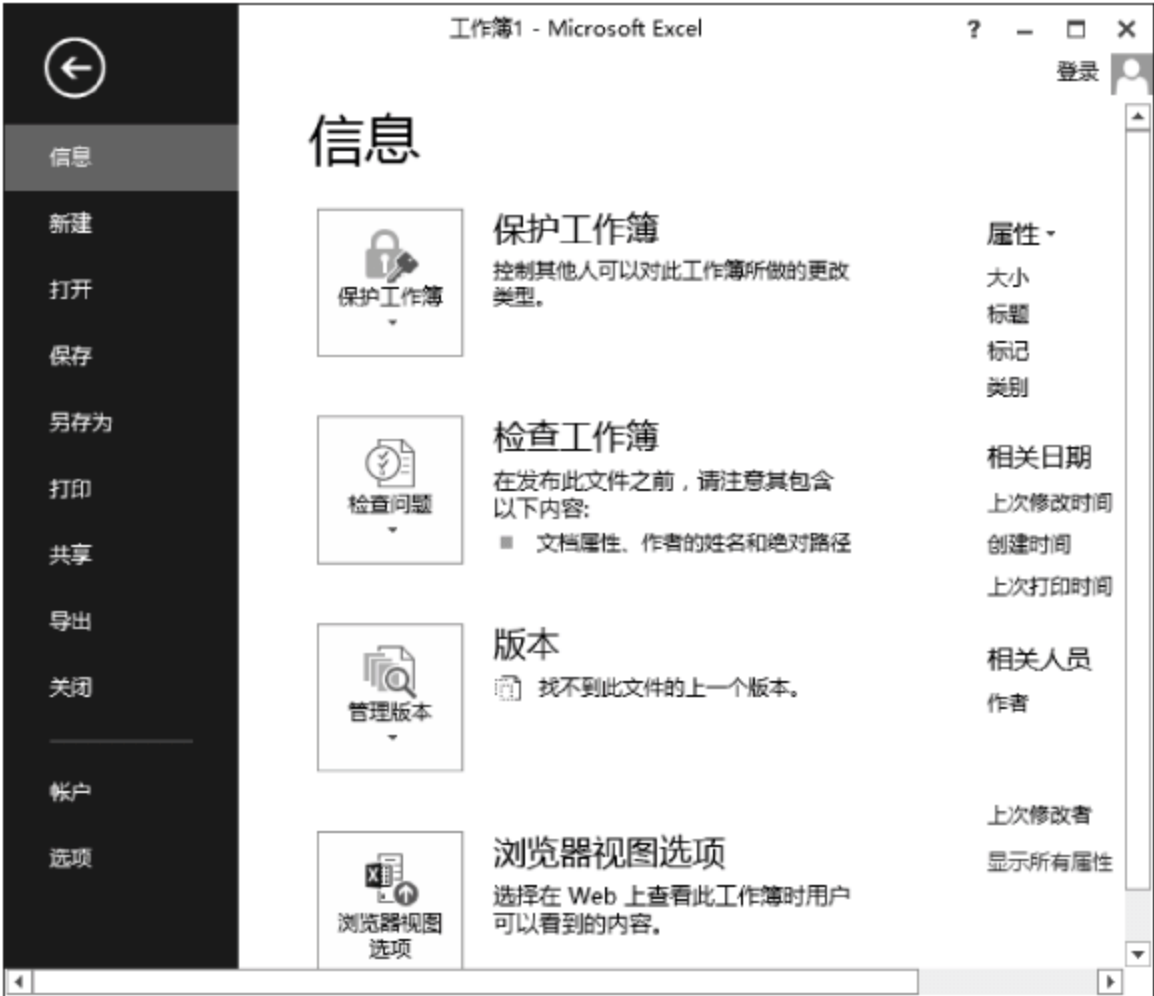 工作簿1 - Microsoft Excel
?
登录
信息
新建
打开
保存
另存为
打印
共享
导出
关闭
帐户
选项
信息
保护工作簿
保护工作簿
控制其他人可以对此工作簿所做的更改
类型。
检查问题
检查工作簿
在发布此文件之前，请注意其包含
以下内容:
文档属性、作者的姓名和绝对路径
管理版本
版本
找不到此文件的上一个版本。
浏览器视图
选项
浏览器视图选项
选择在 Web 上查看此工作簿时用户
可以看到的内容。
属性
大小
标题
标记
类别
相关日期
上次修改时间
创建时间
上次打印时间
相关人员
作者
上次修改者
显示所有属性